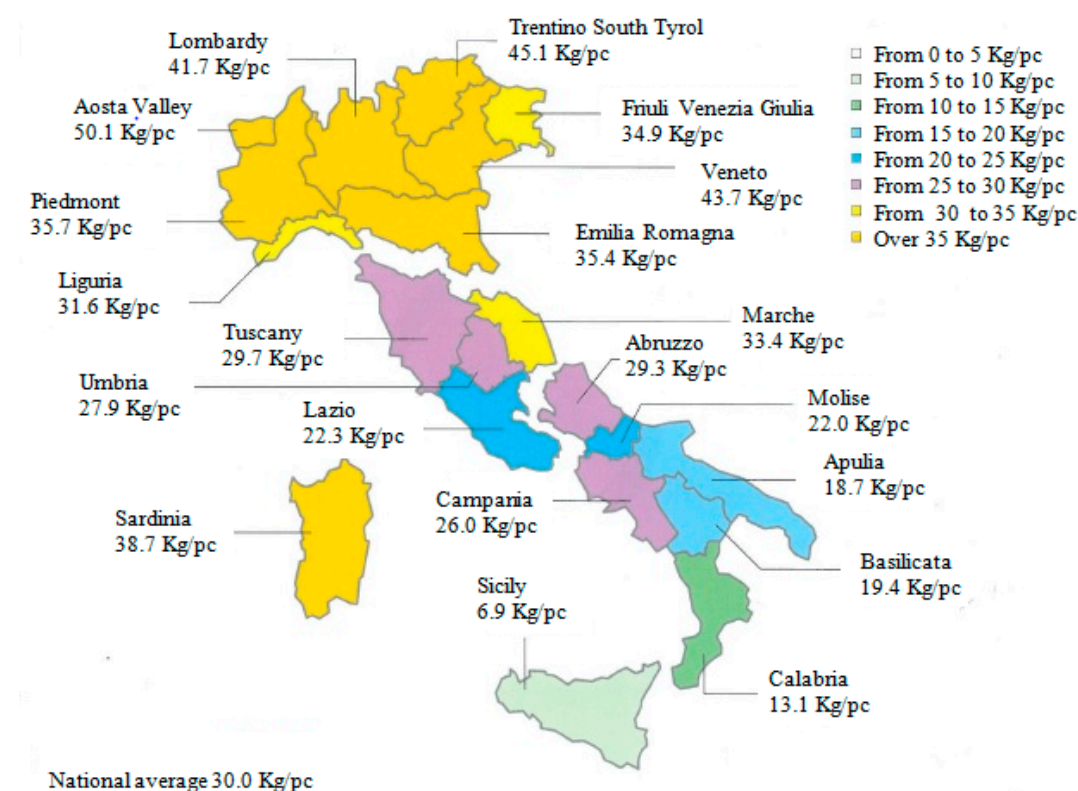 Trentino South Tyrol
45.1 Kg/pc
Lombardy
41.7 Kg/pc
Aosta Valley
50.1 Kg/pc
Friuli Venezia Giulia
34.9 Kg/pc
Veneto
43.7 Kg/pc
Piedmont
35.7 Kg/pc
Emilia Romagna
35.4 Kg/pc
Liguria
31.6 Kg/pc
Tuscany
29.7 Kg/pc
Marche
33.4 Kg/pc
Abruzzo
29.3 Kg/pc
Umbria
27.9 Kg/pc
Lazio
22.3 Kg/pc
Molise
22.0 Kg/pc
Apulia
18.7 Kg/pc
Campania
26.0 Kg/pc
Sardinia
38.7 Kg/pc
Basilicata
19.4 Kg/pc
Sicily
6.9 Kg/pc
Calabria
13.1 Kg/pc
From 0 to 5 Kg/pc
From 5 to 10 Kg/pc
From 10 to 15 Kg/pc
From 15 to 20 Kg/pc
From 20 to 25 Kg/pc
From 25 to 30 Kg/pc
From 30 to 35 Kg/pc
Over 35 Kg/pc
National average 30.0 Kg/pc